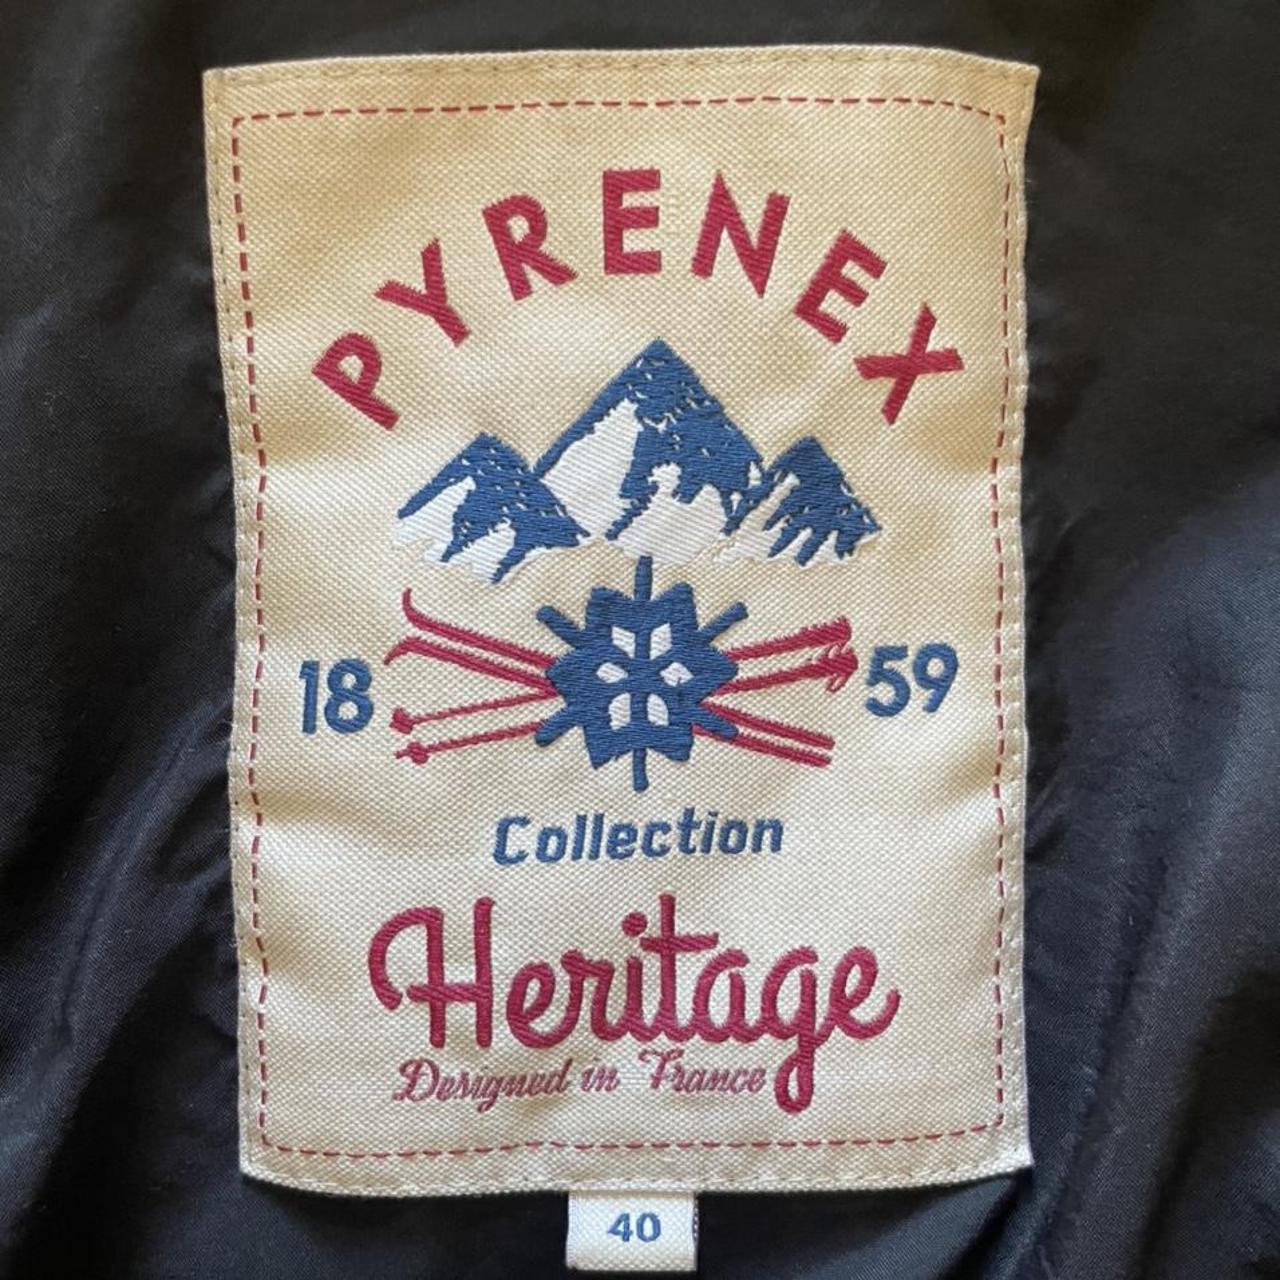 PYRENEX
18 59
Collection
Heritage
Designed in France
40